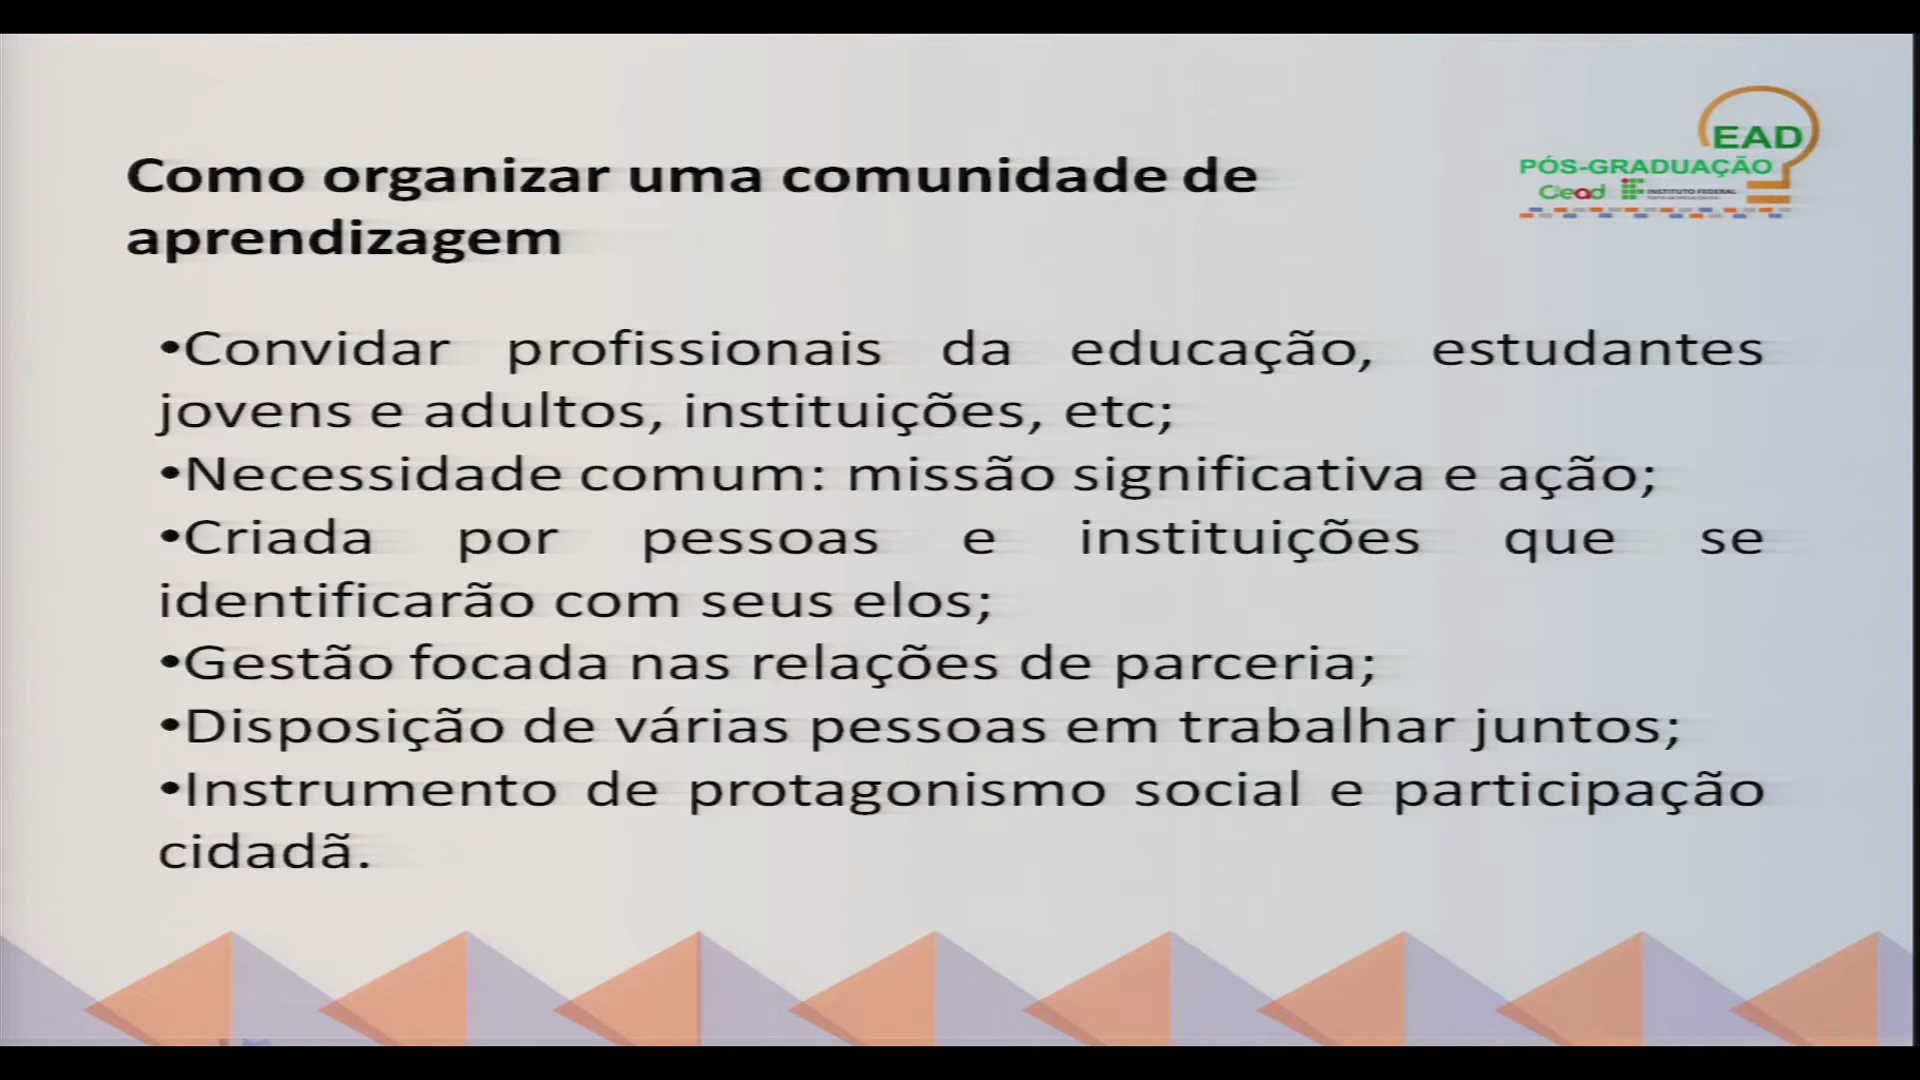 EAD
PÓS-GRADUAÇÃO
Cead
INSTITUTO FEDERAL
Como organizar uma comunidade de
aprendizagem
•Convidar profissionais da educação, estudantes
jovens e adultos, instituições, etc;
•Necessidade comum: missão significativa e ação;
•Criada por pessoas e instituições que se
identificarão com seus elos;
•Gestão focada nas relações de parceria;
•Disposição de várias pessoas em trabalhar juntos;
•Instrumento de protagonismo social e participação
cidadã.